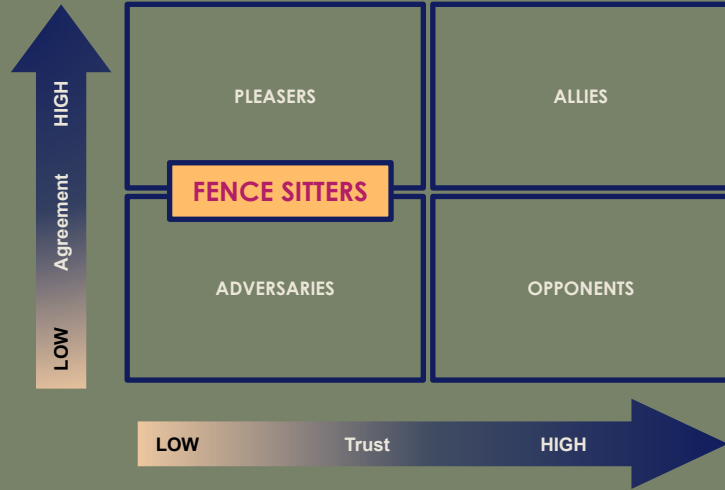 HIGH
Agreement
LOW
PLEASERS
ALLIES
FENCE SITTERS
ADVERSARIES
OPPONENTS
LOW
Trust
HIGH